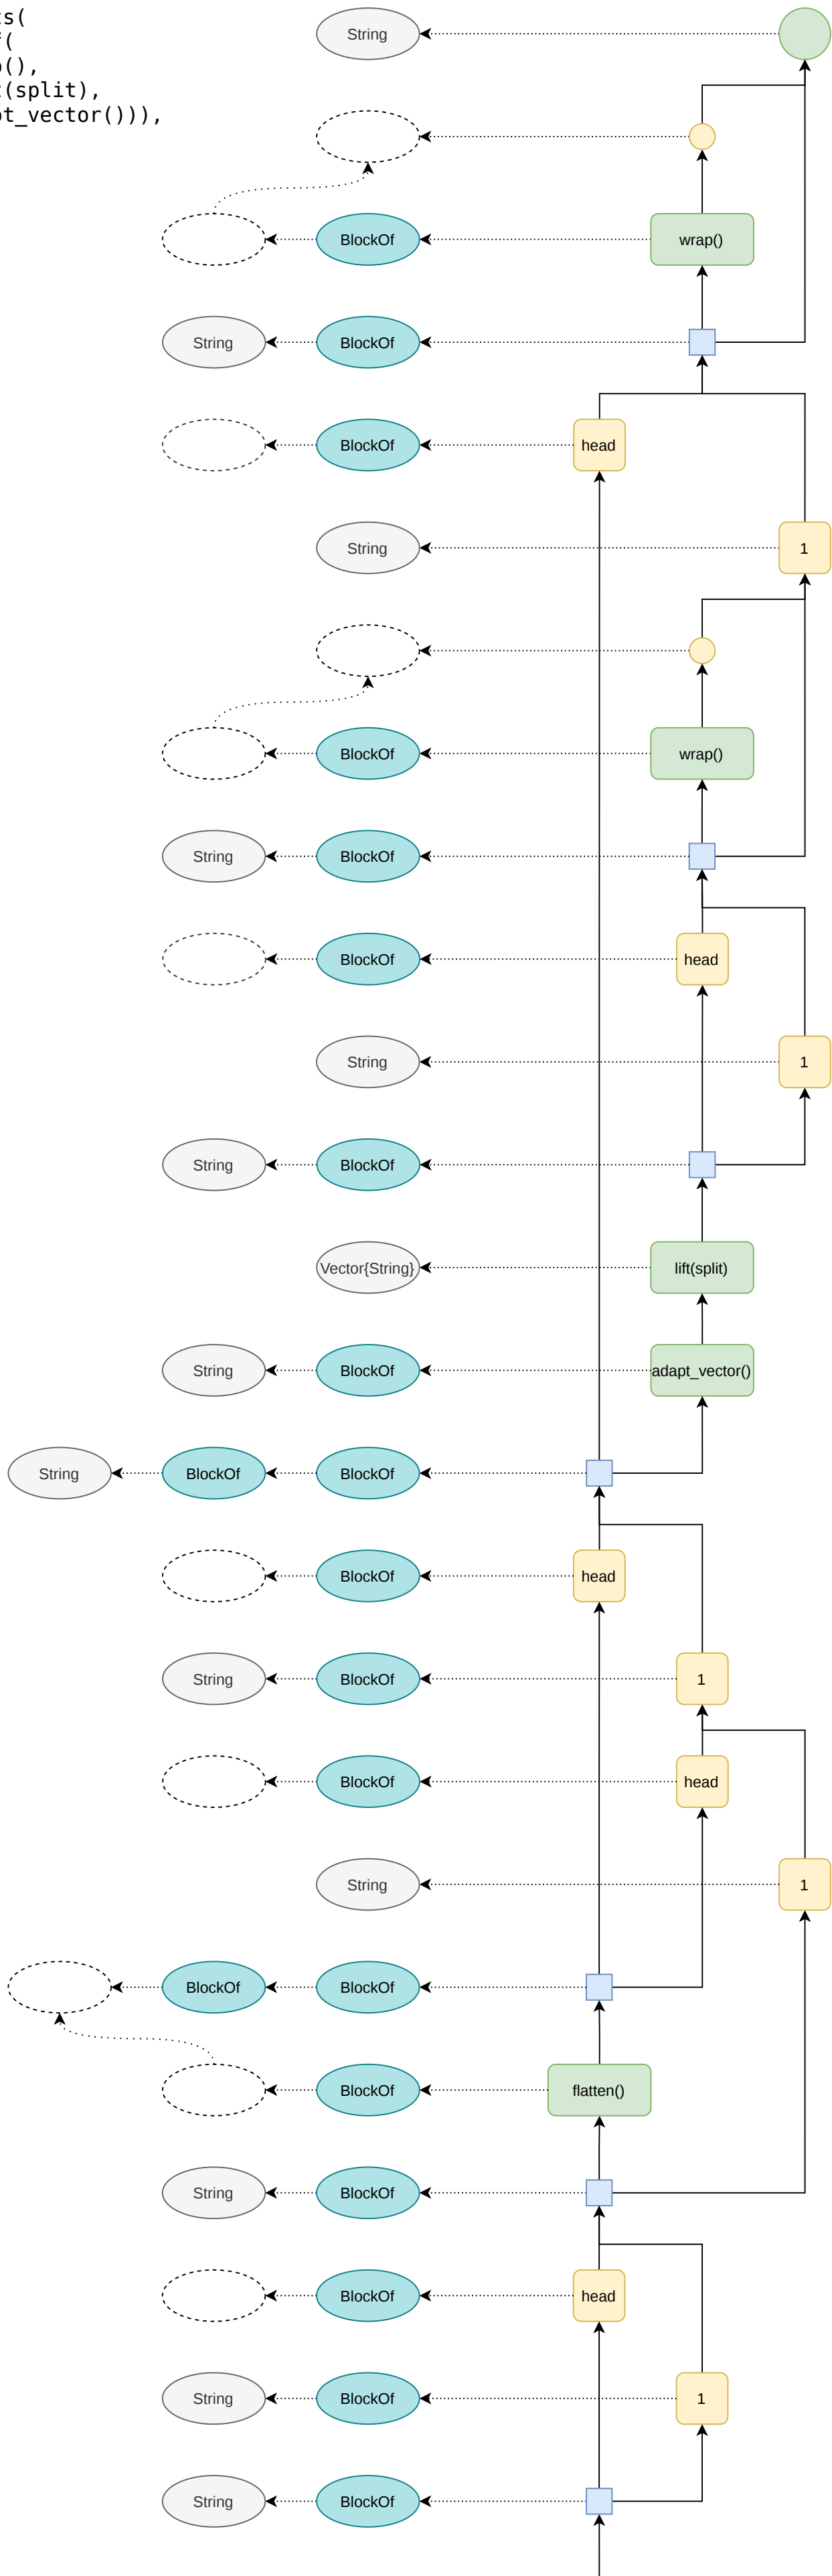 ts(
f(
p(),
t(split),
pt_vector())),
String
BlockOf
wrap()
String
BlockOf
BlockOf
head
String
1
BlockOf
wrap()
String
BlockOf
BlockOf
head
String
1
String
BlockOf
Vector{String}
lift(split)
String
BlockOf
adapt_vector()
String
BlockOf
BlockOf
BlockOf
head
String
BlockOf
1
BlockOf
head
String
1
BlockOf
BlockOf
BlockOf
flatten()
String
BlockOf
BlockOf
head
String
BlockOf
1
String
BlockOf